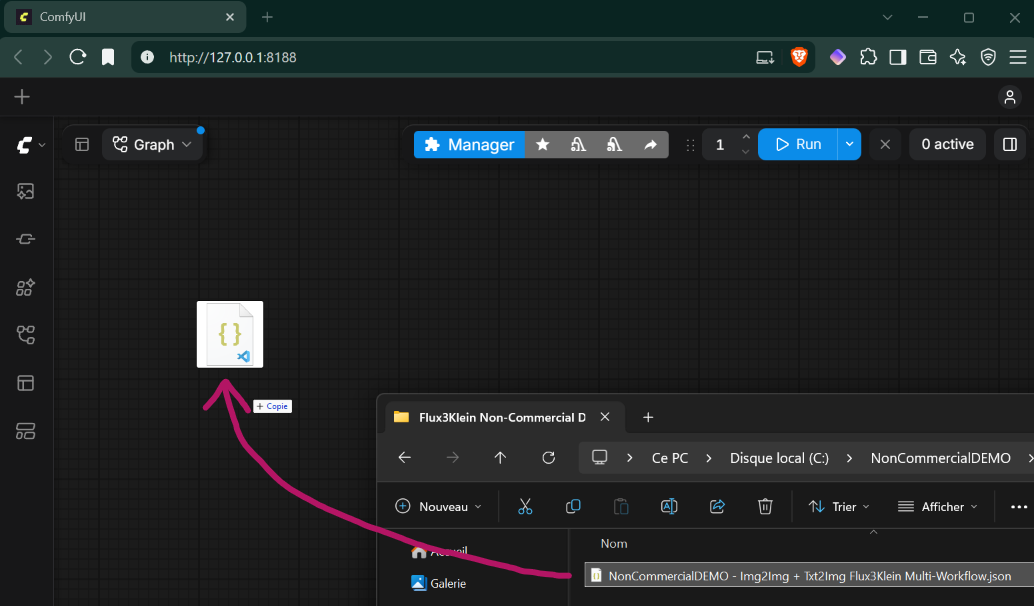 ComfyUI
http://127.0.0.1:8188
Graph
Manager
1
Run
0 active
+ Copie
Flux3Klein Non-Commercial D
Ce PC
Disque local (C:)
NonCommercialDEMO
Nouveau
Trier
Afficher
Accueil
Nom
NonCommercialDEMO - Img2Img + Txt2Img Flux3Klein Multi-Workflow.json
Galerie